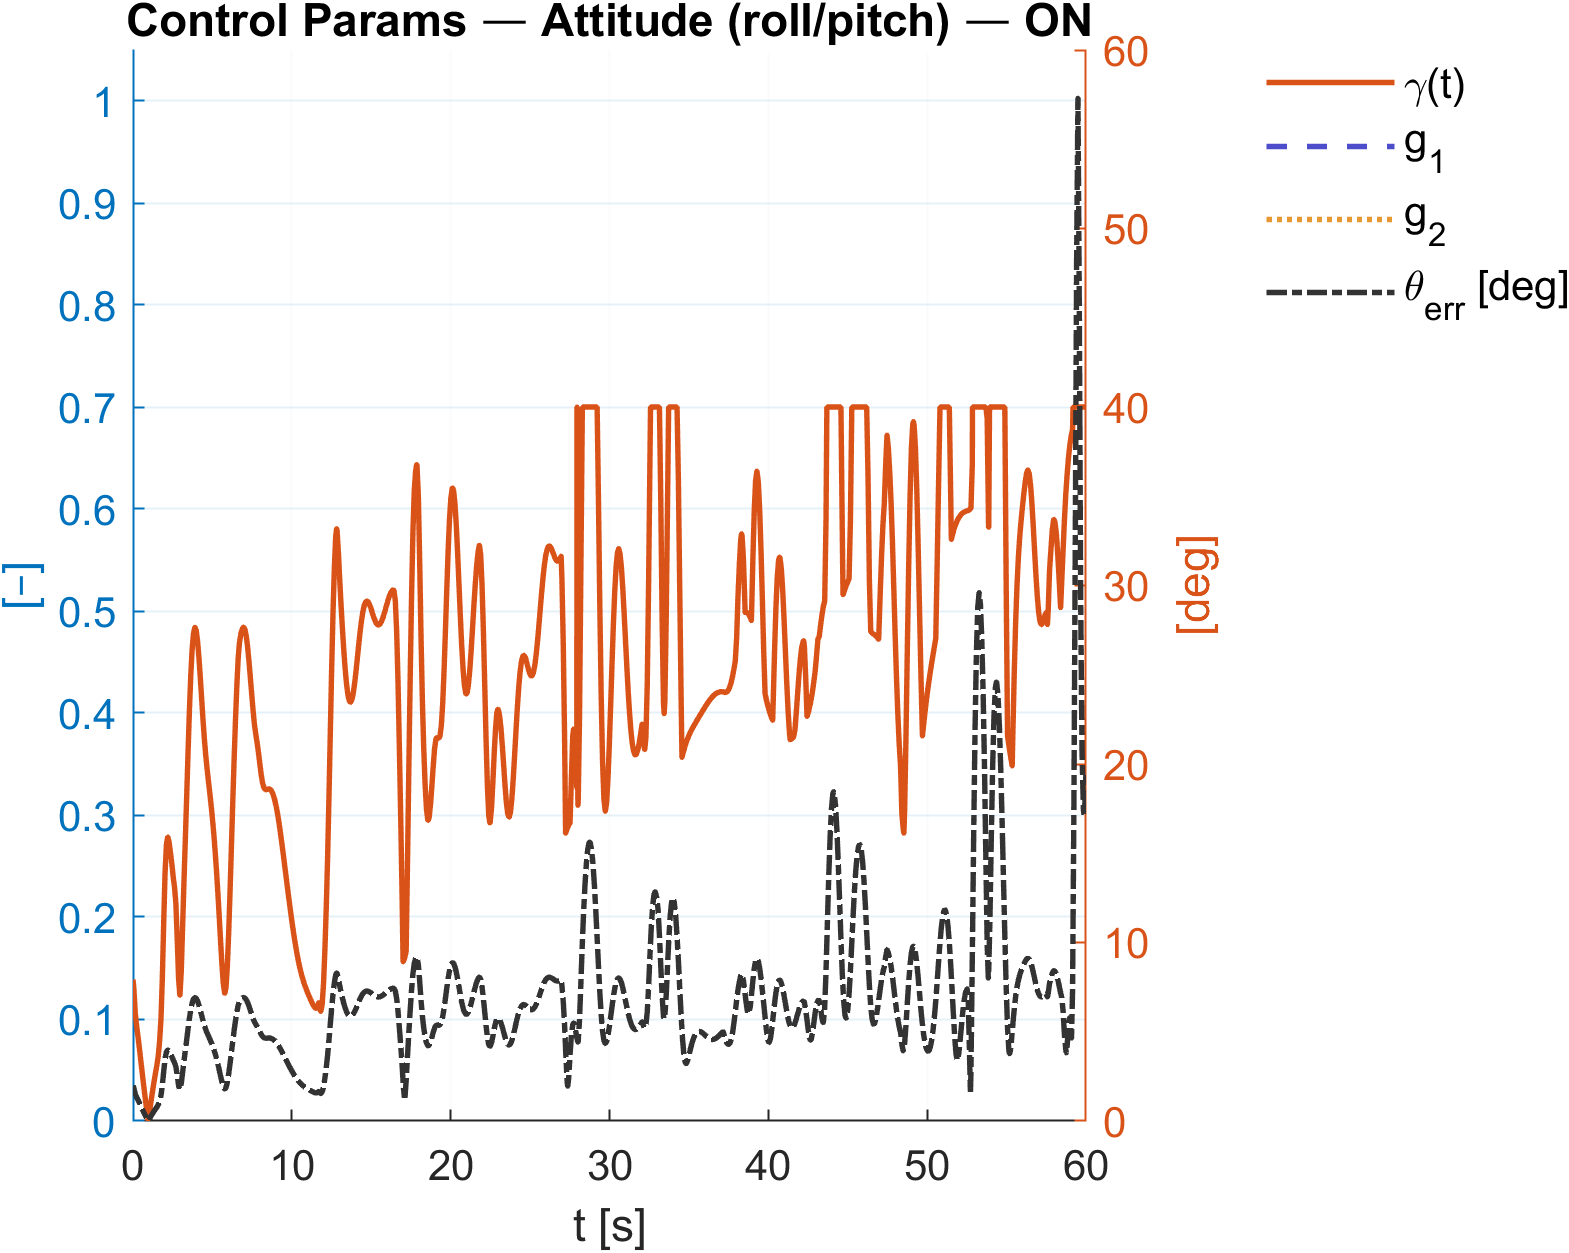 Control Params — Attitude (roll/pitch) — ON
[−]
1
0.9
0.8
0.7
0.6
0.5
0.4
0.3
0.2
0.1
0
60
50
40
30
20
10
0
[deg]
0 10 20 30 40 50 60
t [s]
γ(t)
g1
g2
θerr [deg]